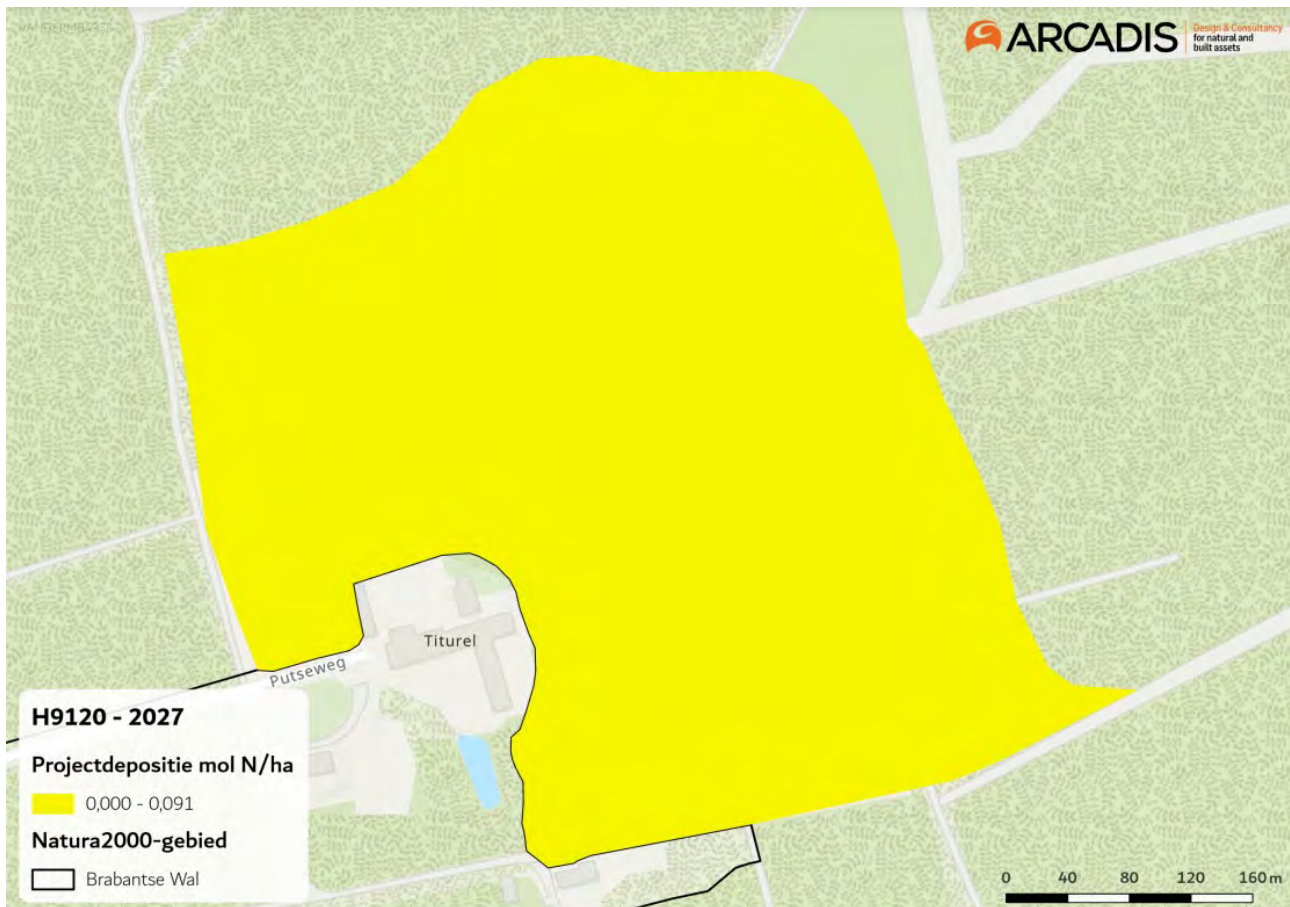 ARCADIS
Design & Consultancy
for natural and
built assets
Titurel
Putseweg
H9120 - 2027
Projectdepositie mol N/ha
0,000 - 0,091
Natura2000-gebied
Brabantse Wal
0 40 80 120 160 m